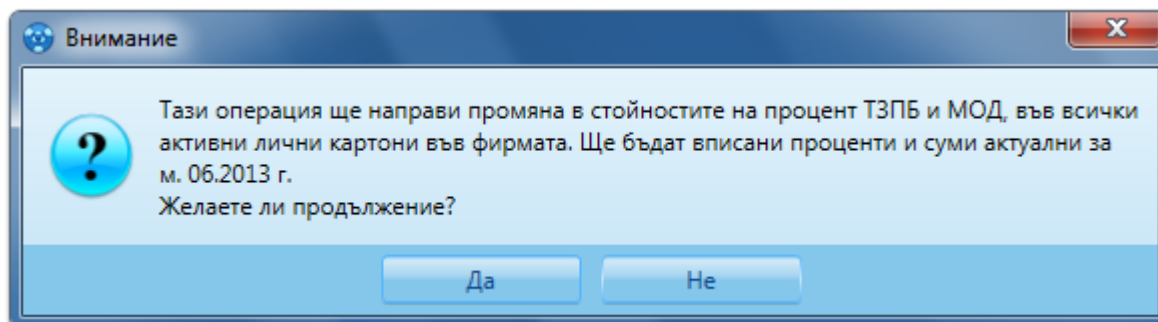 Внимание
Тази операция ще направи промяна в стойностите на процент ТЗПБ и МОД, във всички
активни лични картони във фирмата. Ще бъдат вписани проценти и суми актуални за
м. 06.2013 г.
Желаете ли продължение?
Да
Не